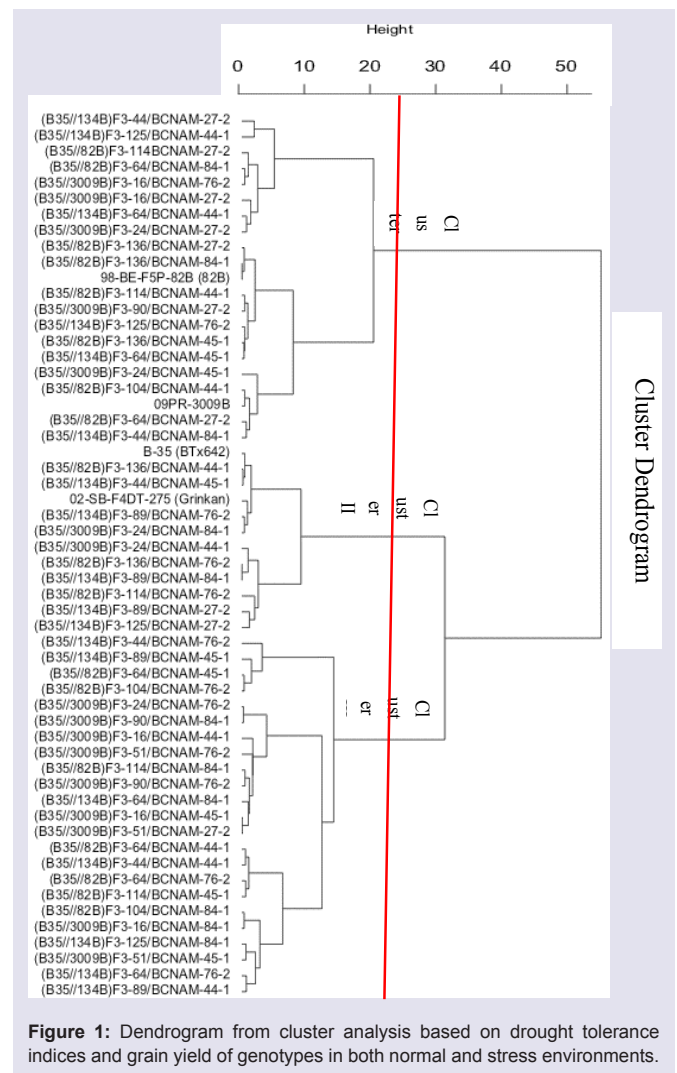 Height
0 10 20 30 40 50
(B35//134B)F3-44/BCNAM-27-2
(B35//134B)F3-125/BCNAM-44-1
(B35//82B)F3-114BCNAM-27-2
(B35//82B)F3-64/BCNAM-84-1
(B35//3009B)F3-16/BCNAM-76-2
(B35//3009B)F3-16/BCNAM-27-2
(B35//134B)F3-64/BCNAM-44-1
(B35//3009B)F3-24/BCNAM-27-2
(B35//82B)F3-136/BCNAM-27-2
(B35//82B)F3-136/BCNAM-84-1
98-BE-F5P-82B (82B)
(B35//82B)F3-114/BCNAM-44-1
(B35//3009B)F3-90/BCNAM-27-2
(B35//134B)F3-125/BCNAM-76-2
(B35//82B)F3-136/BCNAM-45-1
(B35//134B)F3-64/BCNAM-45-1
(B35//3009B)F3-24/BCNAM-45-1
(B35//82B)F3-104/BCNAM-44-1
09PR-3009B
(B35//82B)F3-64/BCNAM-27-2
(B35//134B)F3-44/BCNAM-84-1
B-35 (BTx642)
(B35//82B)F3-136/BCNAM-44-1
(B35//134B)F3-44/BCNAM-45-1
02-SB-F4DT-275 (Grinkan)
(B35//134B)F3-89/BCNAM-76-2
(B35//3009B)F3-24/BCNAM-84-1
(B35//3009B)F3-24/BCNAM-44-1
(B35//82B)F3-136/BCNAM-76-2
(B35//134B)F3-89/BCNAM-84-1
(B35//82B)F3-114/BCNAM-76-2
(B35//134B)F3-89/BCNAM-27-2
(B35//134B)F3-125/BCNAM-27-2
(B35//134B)F3-44/BCNAM-76-2
(B35//134B)F3-89/BCNAM-45-1
(B35//82B)F3-64/BCNAM-45-1
(B35//82B)F3-104/BCNAM-76-2
(B35//3009B)F3-24/BCNAM-76-2
(B35//3009B)F3-90/BCNAM-84-1
(B35//3009B)F3-16/BCNAM-44-1
(B35//3009B)F3-51/BCNAM-76-2
(B35//82B)F3-114/BCNAM-84-1
(B35//3009B)F3-90/BCNAM-76-2
(B35//134B)F3-64/BCNAM-84-1
(B35//3009B)F3-16/BCNAM-45-1
(B35//3009B)F3-51/BCNAM-27-2
(B35//82B)F3-64/BCNAM-44-1
(B35//134B)F3-44/BCNAM-44-1
(B35//82B)F3-64/BCNAM-76-2
(B35//82B)F3-114/BCNAM-45-1
(B35//82B)F3-104/BCNAM-84-1
(B35//3009B)F3-16/BCNAM-84-1
(B35//134B)F3-125/BCNAM-84-1
(B35//3009B)F3-51/BCNAM-45-1
(B35//134B)F3-64/BCNAM-76-2
(B35//134B)F3-89/BCNAM-44-1
Cl
us
ter
Cl
ust
er
II
Cl
ust
er
Cluster Dendrogram
Figure 1: Dendrogram from cluster analysis based on drought tolerance
indices and grain yield of genotypes in both normal and stress environments.